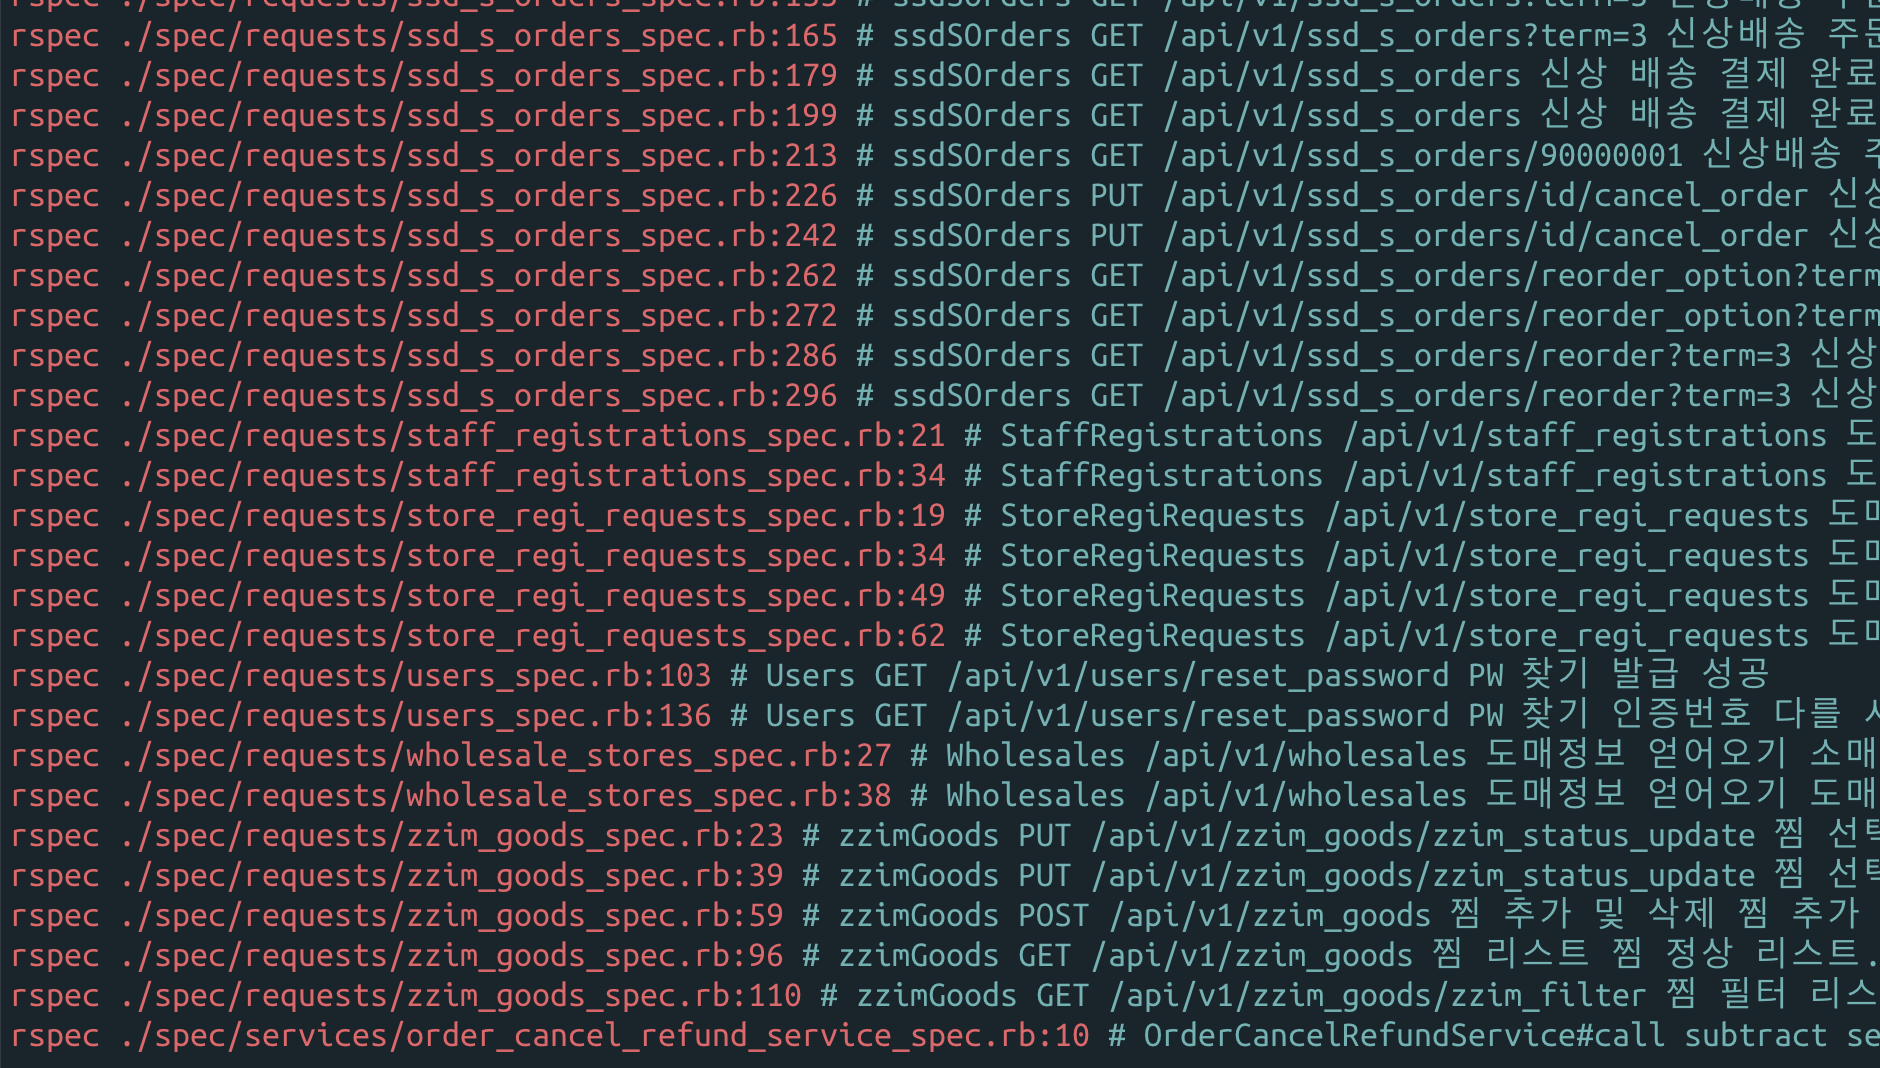 rspec ./spec/requests/ssd_s_orders_spec.rb:165 # ssdSOrders GET /api/v1/ssd_s_orders?term=3 신상배송 주문
rspec ./spec/requests/ssd_s_orders_spec.rb:179 # ssdSOrders GET /api/v1/ssd_s_orders 신상 배송 결제 완료
rspec ./spec/requests/ssd_s_orders_spec.rb:199 # ssdSOrders GET /api/v1/ssd_s_orders 신상 배송 결제 완료
rspec ./spec/requests/ssd_s_orders_spec.rb:213 # ssdSOrders GET /api/v1/ssd_s_orders/90000001 신상배송
rspec ./spec/requests/ssd_s_orders_spec.rb:226 # ssdSOrders PUT /api/v1/ssd_s_orders/id/cancel_order 신상
rspec ./spec/requests/ssd_s_orders_spec.rb:242 # ssdSOrders PUT /api/v1/ssd_s_orders/id/cancel_order 신상
rspec ./spec/requests/ssd_s_orders_spec.rb:262 # ssdSOrders GET /api/v1/ssd_s_orders/reorder_option?term
rspec ./spec/requests/ssd_s_orders_spec.rb:272 # ssdSOrders GET /api/v1/ssd_s_orders/reorder_option?term
rspec ./spec/requests/ssd_s_orders_spec.rb:286 # ssdSOrders GET /api/v1/ssd_s_orders/reorder?term=3 신상
rspec ./spec/requests/ssd_s_orders_spec.rb:296 # ssdSOrders GET /api/v1/ssd_s_orders/reorder?term=3 신상
rspec ./spec/requests/staff_registrations_spec.rb:21 # StaffRegistrations /api/v1/staff_registrations 도
rspec ./spec/requests/staff_registrations_spec.rb:34 # StaffRegistrations /api/v1/staff_registrations 도
rspec ./spec/requests/store_regi_requests_spec.rb:19 # StoreRegiRequests /api/v1/store_regi_requests 도매
rspec ./spec/requests/store_regi_requests_spec.rb:34 # StoreRegiRequests /api/v1/store_regi_requests 도매
rspec ./spec/requests/store_regi_requests_spec.rb:49 # StoreRegiRequests /api/v1/store_regi_requests 도매
rspec ./spec/requests/store_regi_requests_spec.rb:62 # StoreRegiRequests /api/v1/store_regi_requests 도매
rspec ./spec/requests/users_spec.rb:103 # Users GET /api/v1/users/reset_password PW 찾기 발급 성공
rspec ./spec/requests/users_spec.rb:136 # Users GET /api/v1/users/reset_password PW 찾기 인증번호 다를
rspec ./spec/requests/wholesale_stores_spec.rb:27 # Wholesales /api/v1/wholesales 도매정보 얻어오기 소매
rspec ./spec/requests/wholesale_stores_spec.rb:38 # Wholesales /api/v1/wholesales 도매정보 얻어오기 도매
rspec ./spec/requests/zzim_goods_spec.rb:23 # zzimGoods PUT /api/v1/zzim_goods/zzim_status_update 찜 선택
rspec ./spec/requests/zzim_goods_spec.rb:39 # zzimGoods PUT /api/v1/zzim_goods/zzim_status_update 찜 선택
rspec ./spec/requests/zzim_goods_spec.rb:59 # zzimGoods POST /api/v1/zzim_goods 찜 추가 및 삭제 찜 추가
rspec ./spec/requests/zzim_goods_spec.rb:96 # zzimGoods GET /api/v1/zzim_goods 찜 리스트 찜 정상 리스트.
rspec ./spec/requests/zzim_goods_spec.rb:110 # zzimGoods GET /api/v1/zzim_goods/zzim_filter 찜 필터 리스
rspec ./spec/services/order_cancel_refund_service_spec.rb:10 # OrderCancelRefundService#call subtract se